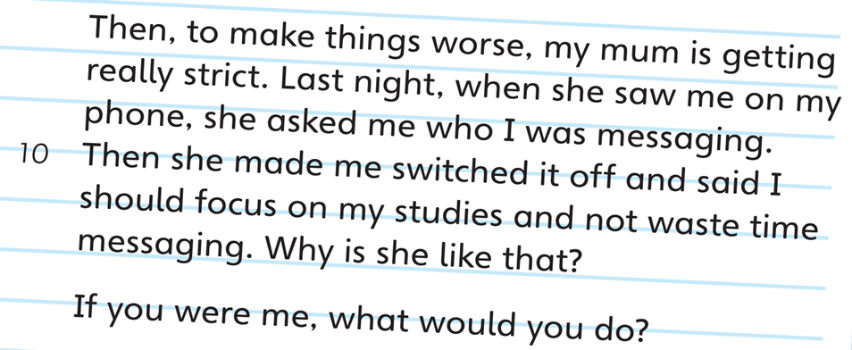 Then, to make things worse, my mum is getting
really strict. Last night, when she saw me on my
phone, she asked me who I was messaging.
10 Then she made me switched it off and said I
should focus on my studies and not waste time
messaging. Why is she like that?
If you were me, what would you do?